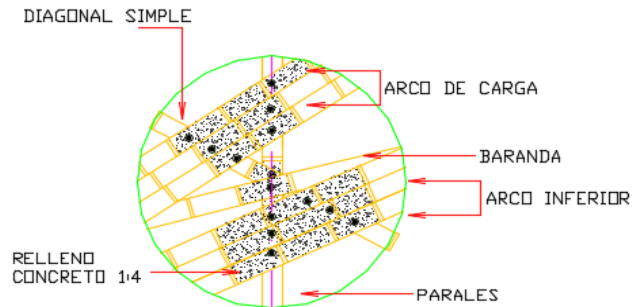 DIAGONAL SIMPLE
ARCO DE CARGA
BARANDA
ARCO INFERIOR
RELLENO
CONCRETO 1:4
PARALES